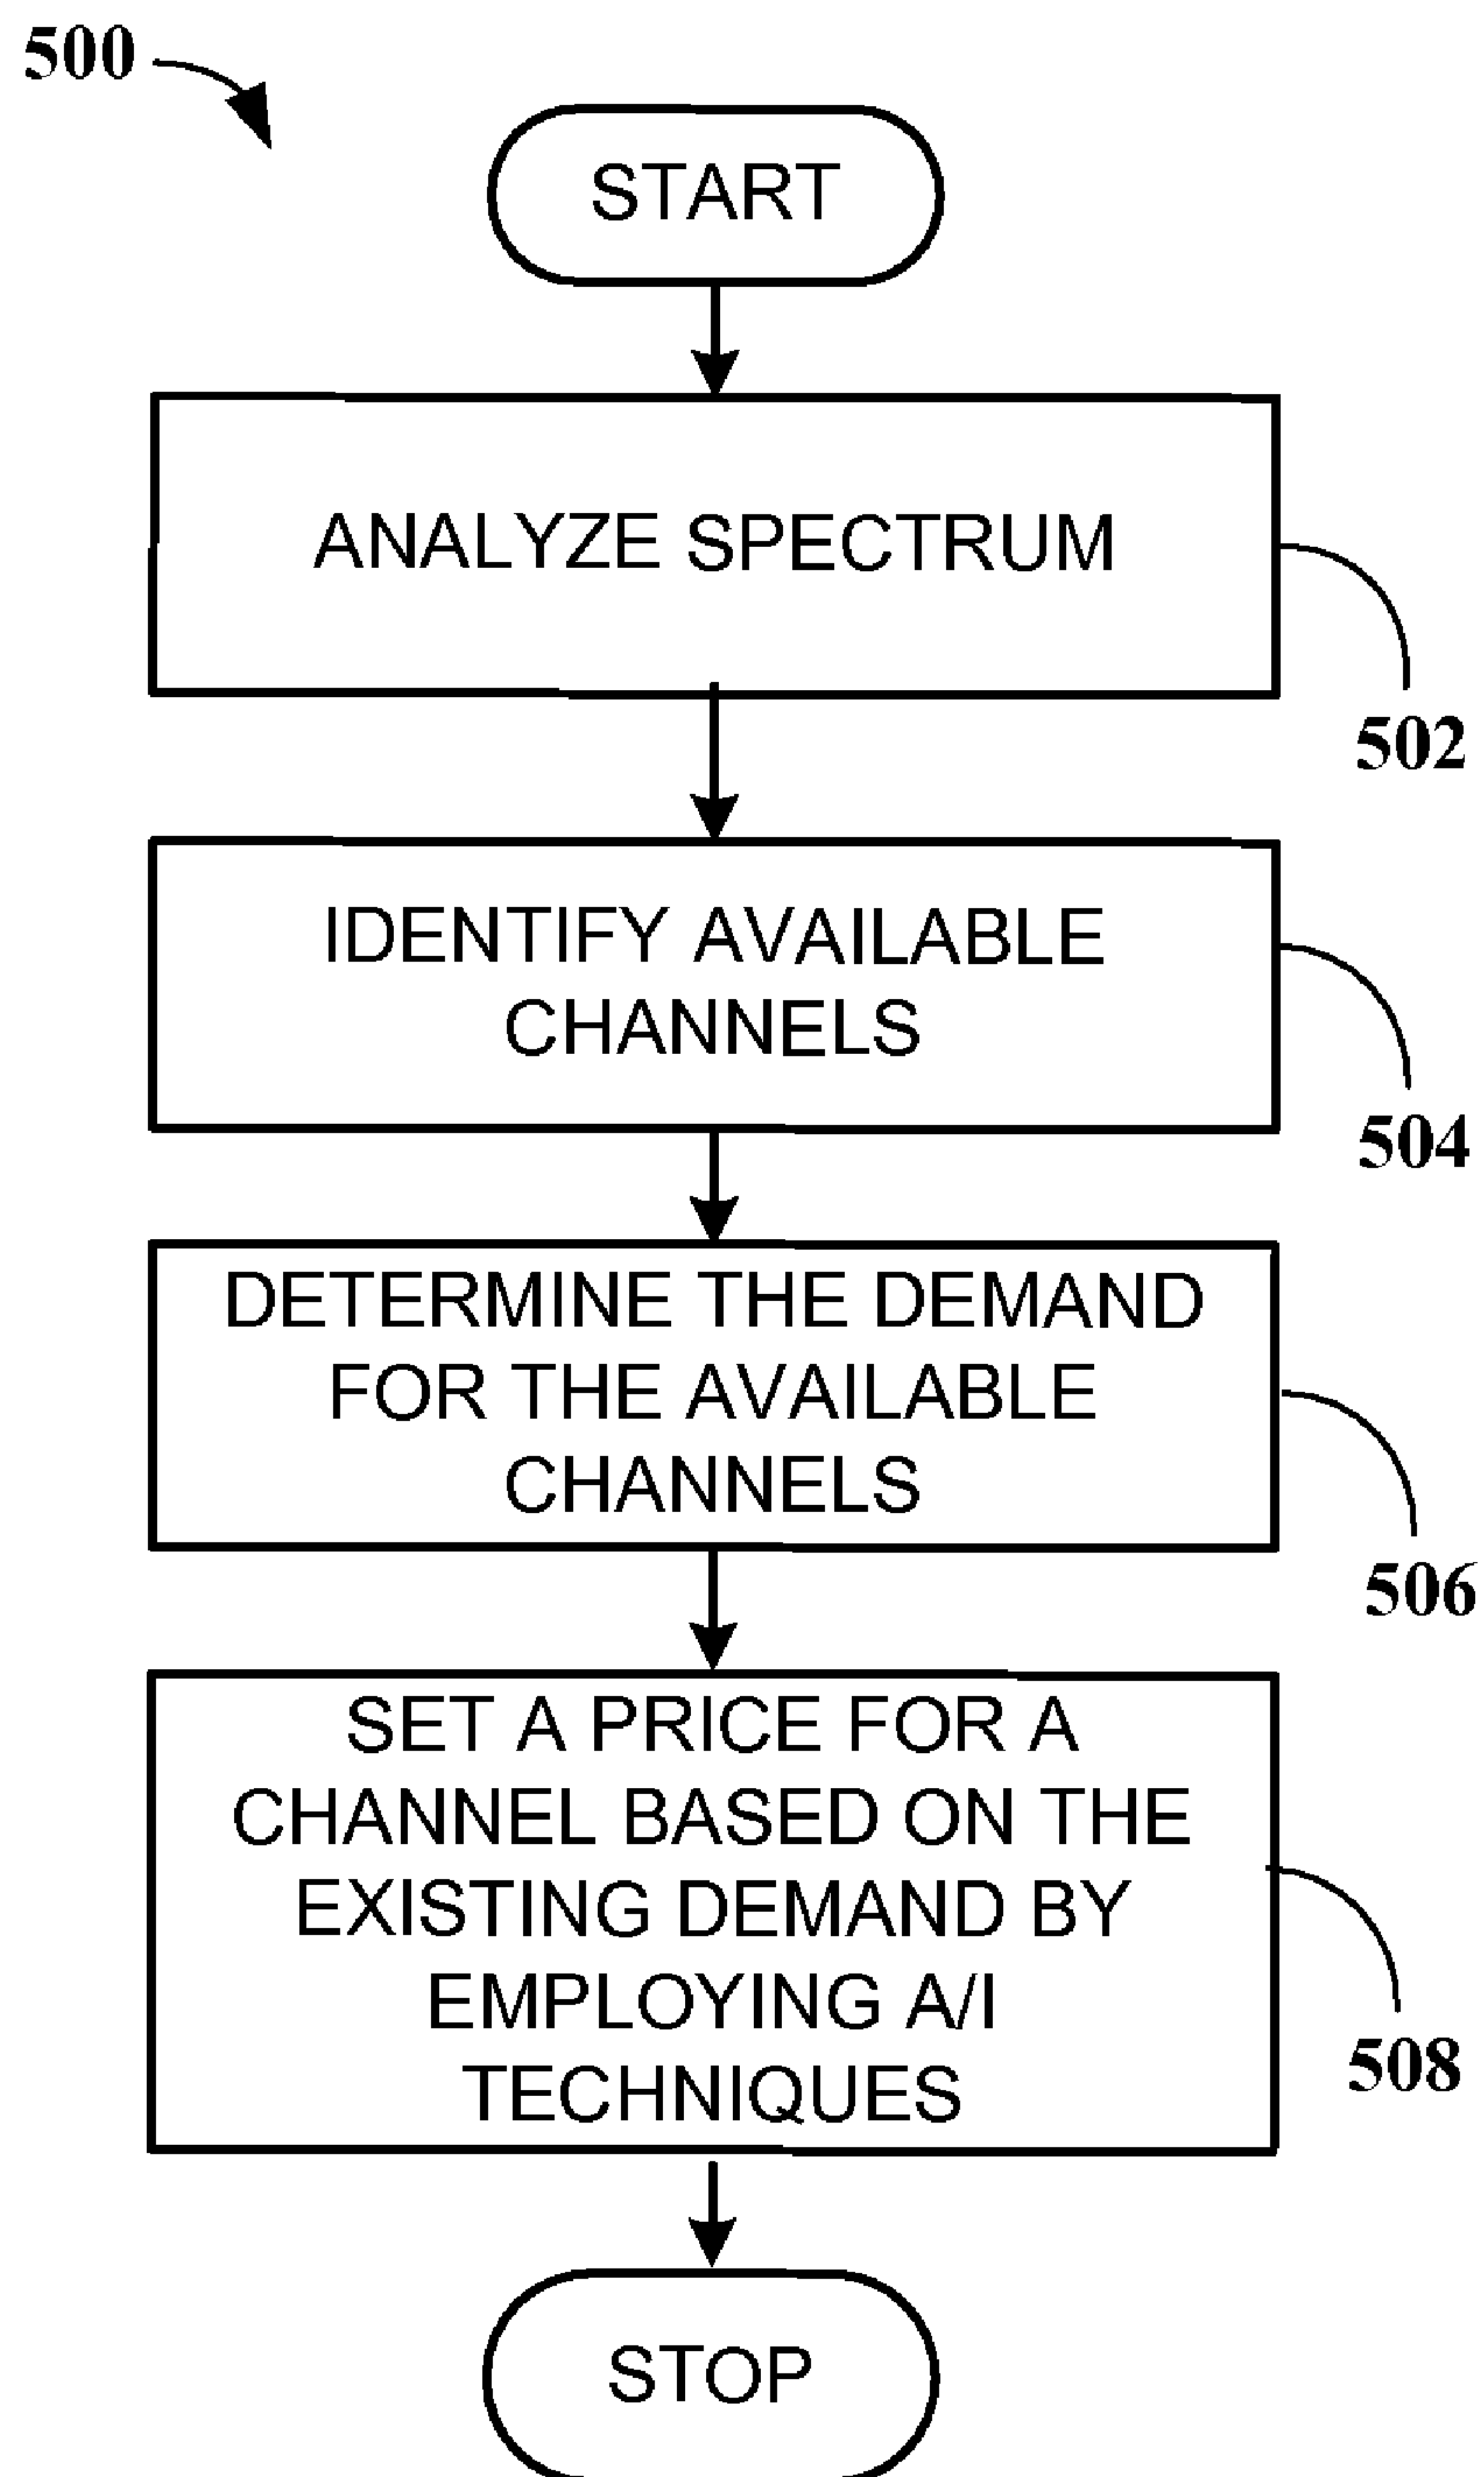 500
START
ANALYZE SPECTRUM
502
IDENTIFY AVAILABLE
CHANNELS
504
DETERMINE THE DEMAND
FOR THE AVAILABLE
CHANNELS
506
SET A PRICE FOR A
CHANNEL BASED ON THE
EXISTING DEMAND BY
EMPLOYING A/I
TECHNIQUES
508
STOP